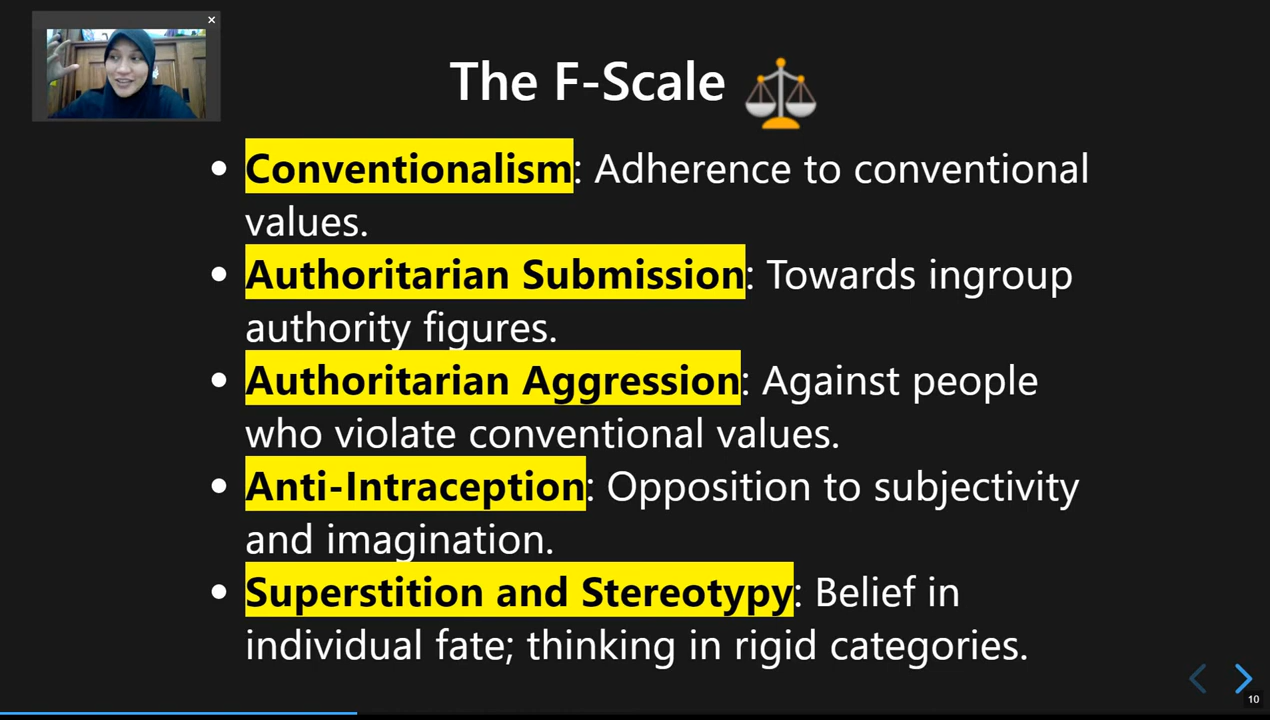 The F-Scale
Conventionalism: Adherence to conventional
values.
Authoritarian Submission: Towards ingroup
authority figures.
Authoritarian Aggression: Against people
who violate conventional values.
Anti-Intraception: Opposition to subjectivity
and imagination.
Superstition and Stereotypy: Belief in
individual fate; thinking in rigid categories.
10